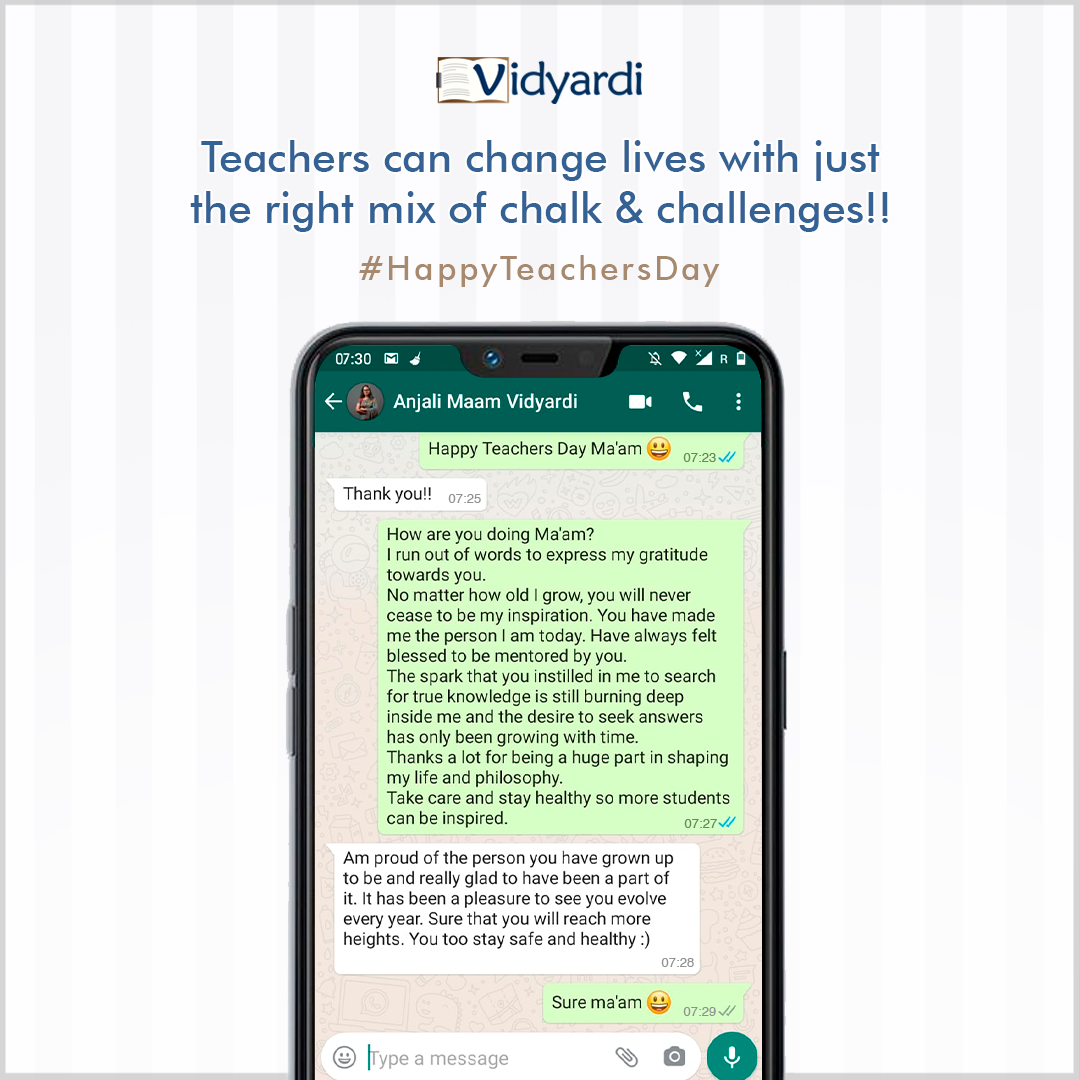 Vidyardi
Teachers can change lives with just
the right mix of chalk & challenges!!
#HappyTeachersDay
07:30 R
Anjali Maam Vidyardi
Happy Teachers Day Ma'am 😃 07:23
Thank you!! 07:25
How are you doing Ma'am?
I run out of words to express my gratitude
towards you.
No matter how old I grow, you will never
cease to be my inspiration. You have made
me the person I am today. Have always felt
blessed to be mentored by you.
The spark that you instilled in me to search
for true knowledge is still burning deep
inside me and the desire to seek answers
has only been growing with time.
Thanks a lot for being a huge part in shaping
my life and philosophy.
Take care and stay healthy so more students
can be inspired. 07:27
Am proud of the person you have grown up
to be and really glad to have been a part of
it. It has been a pleasure to see you evolve
every year. Sure that you will reach more
heights. You too stay safe and healthy :)
07:28
Sure ma'am 😃 07:29
Type a message